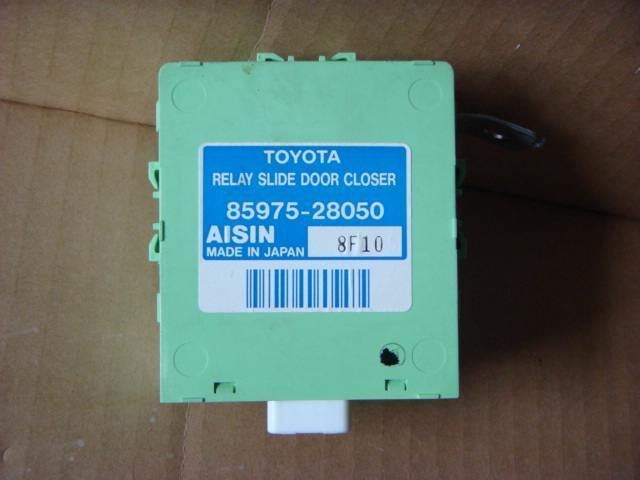 TOYOTA
RELAY SLIDE DOOR CLOSER
85975-28050
AISIN
MADE IN JAPAN
8F10